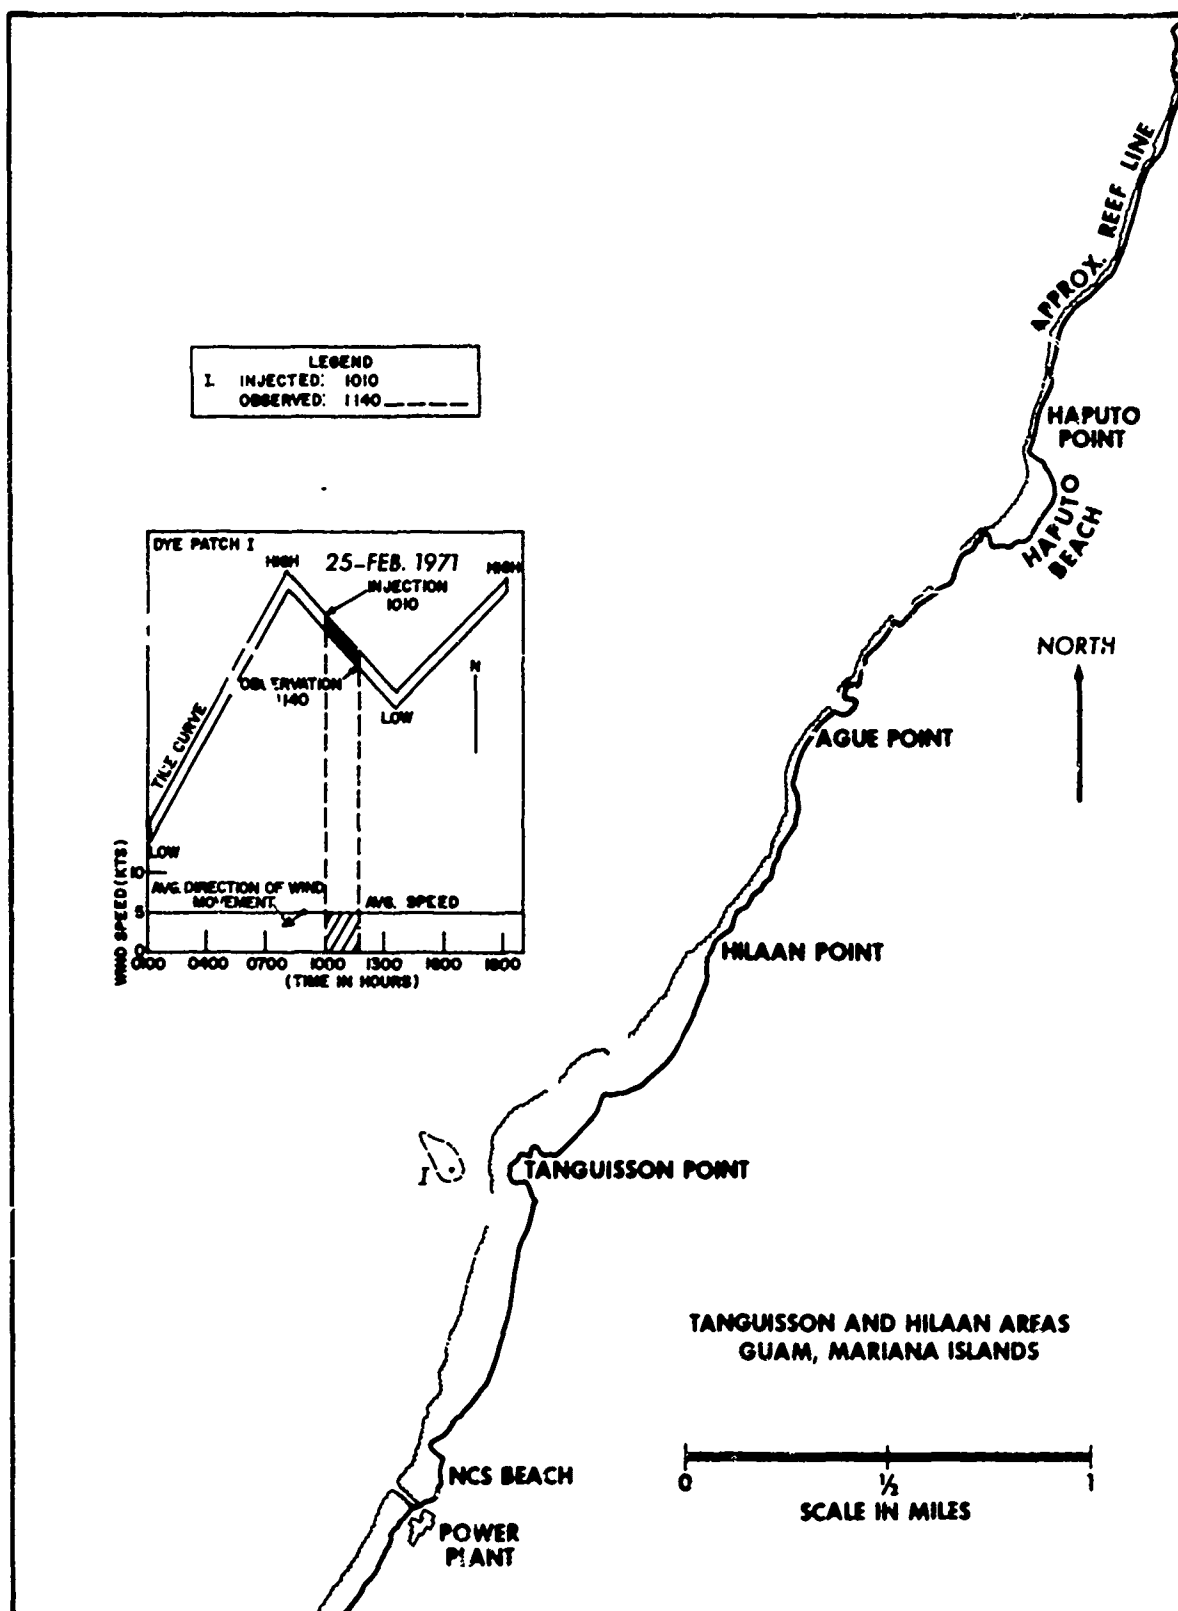 APPROX. REEF LINE
LEGEND
I. INJECTED: 1010
OBSERVED: 1140
HAPUTO
POINT
HAPUTO
BEACH
DYE PATCH I
25-FEB. 1971
HIGH
HIGH
INJECTION
1010
NORTH
N
OBSERVATION
1140
LOW
TIDE CURVE
AGUE POINT
LOW
WIND SPEED (KTS)
10
5
0
AVG. DIRECTION OF WIND
MOVEMENT
AVG. SPEED
0100 0400 0700 1000 1300 1600 1800
(TIME IN HOURS)
HILAAN POINT
I
TANGUISSON POINT
TANGUISSON AND HILAAN AREAS
GUAM, MARIANA ISLANDS
0 ½ 1
SCALE IN MILES
NCS BEACH
POWER
PLANT